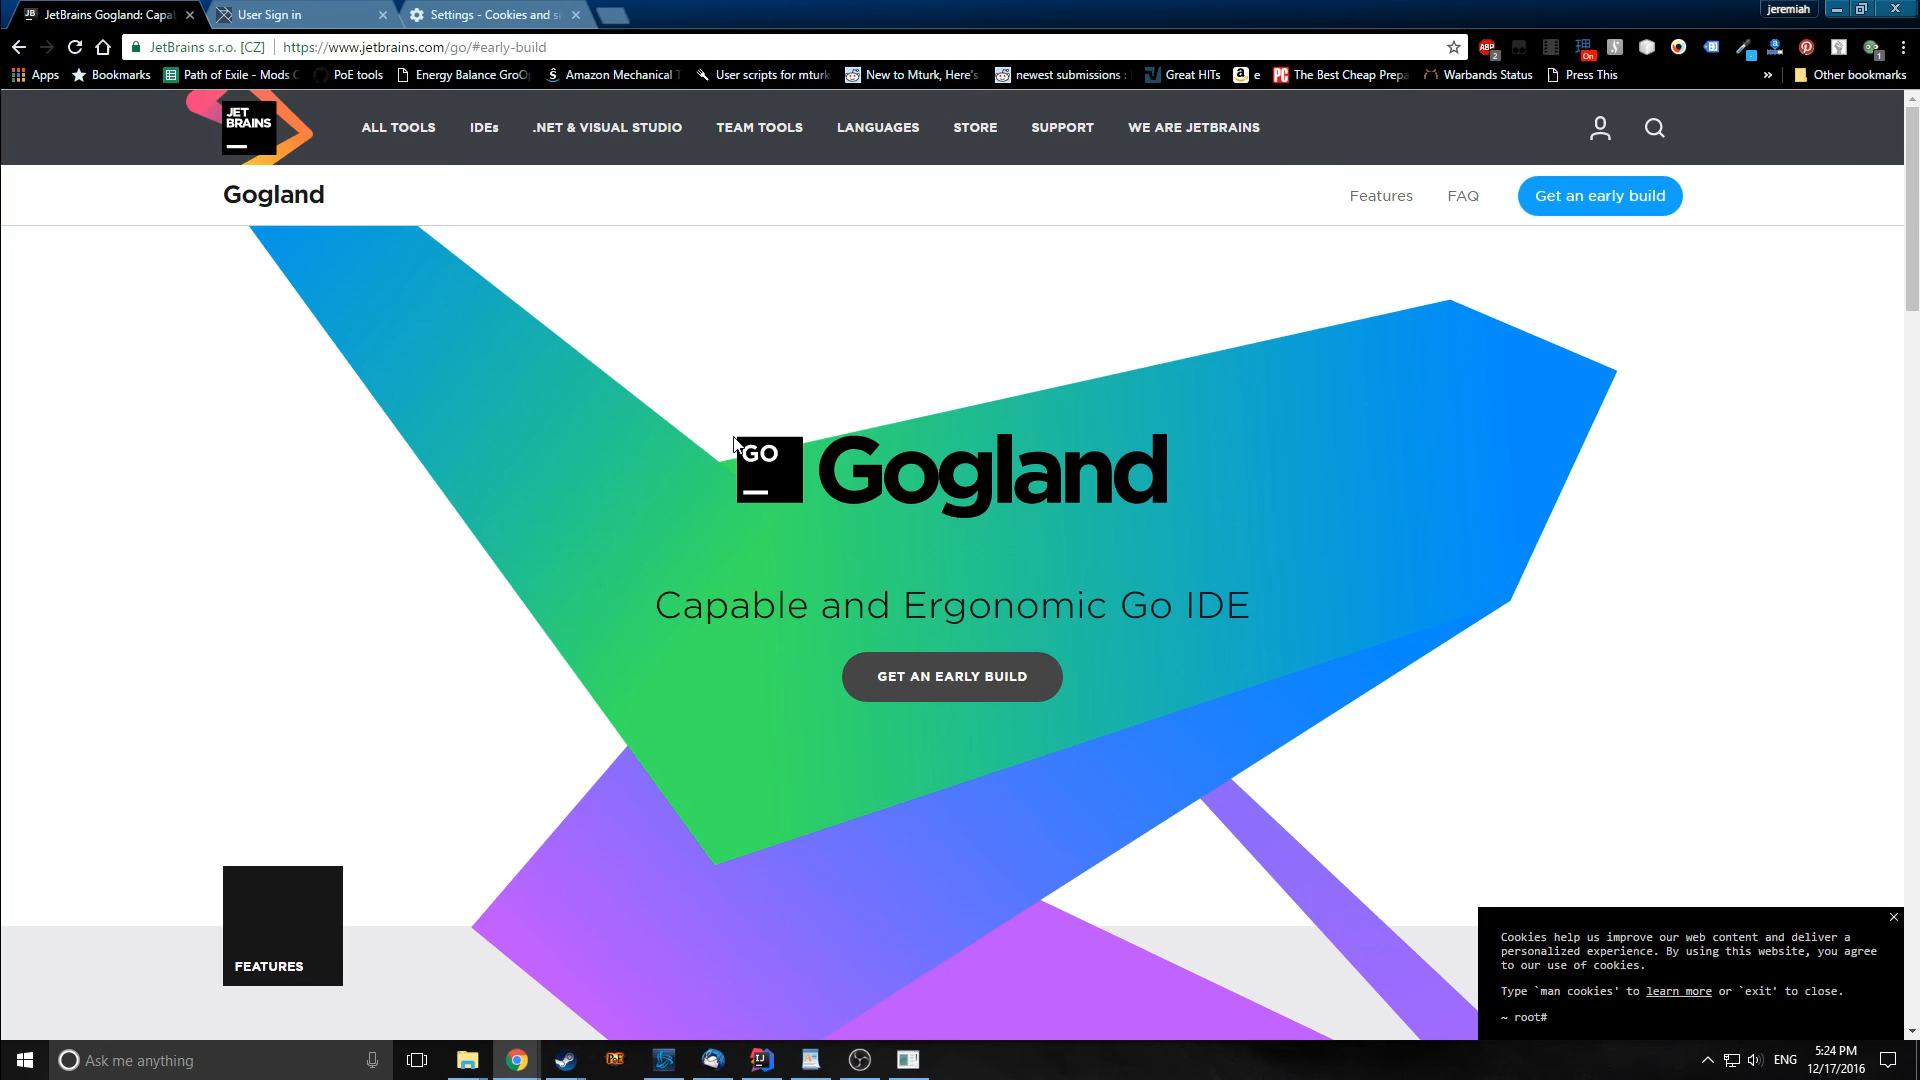 JetBrains Gogland: Capa
User Sign in
Settings - Cookies and si
jeremiah
JetBrains s.r.o. [CZ]
https://www.jetbrains.com/go/#early-build
ABP
2
On
1
Apps
Bookmarks
Path of Exile - Mods C
PoE tools
Energy Balance GroO
Amazon Mechanical T
User scripts for mturk
New to Mturk, Here's
newest submissions :
Great HITs
e
PC The Best Cheap Prepa
Warbands Status
Press This
»
Other bookmarks
JET
BRAINS
ALL TOOLS
IDEs
.NET & VISUAL STUDIO
TEAM TOOLS
LANGUAGES
STORE
SUPPORT
WE ARE JETBRAINS
Gogland
Features
FAQ
Get an early build
GO
Gogland
Capable and Ergonomic Go IDE
GET AN EARLY BUILD
FEATURES
Cookies help us improve our web content and deliver a
personalized experience. By using this website, you agree
to our use of cookies.
Type `man cookies' to learn more or `exit' to close.
~ root#
Ask me anything
ENG
5:24 PM
12/17/2016